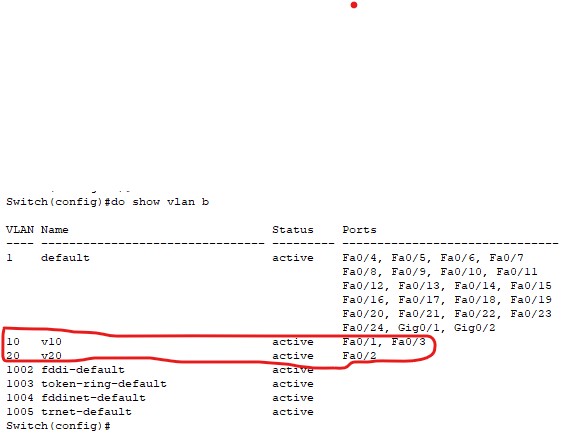 Switch(config)#do show vlan b
VLAN Name                             Status    Ports
---- -------------------------------- --------- -------------------------------
1    default                          active    Fa0/4, Fa0/5, Fa0/6, Fa0/7
                                                Fa0/8, Fa0/9, Fa0/10, Fa0/11
                                                Fa0/12, Fa0/13, Fa0/14, Fa0/15
                                                Fa0/16, Fa0/17, Fa0/18, Fa0/19
                                                Fa0/20, Fa0/21, Fa0/22, Fa0/23
                                                Fa0/24, Gig0/1, Gig0/2
10   v10                              active    Fa0/1, Fa0/3
20   v20                              active    Fa0/2
1002 fddi-default                     active
1003 token-ring-default               active
1004 fddinet-default                  active
1005 trnet-default                    active
Switch(config)#